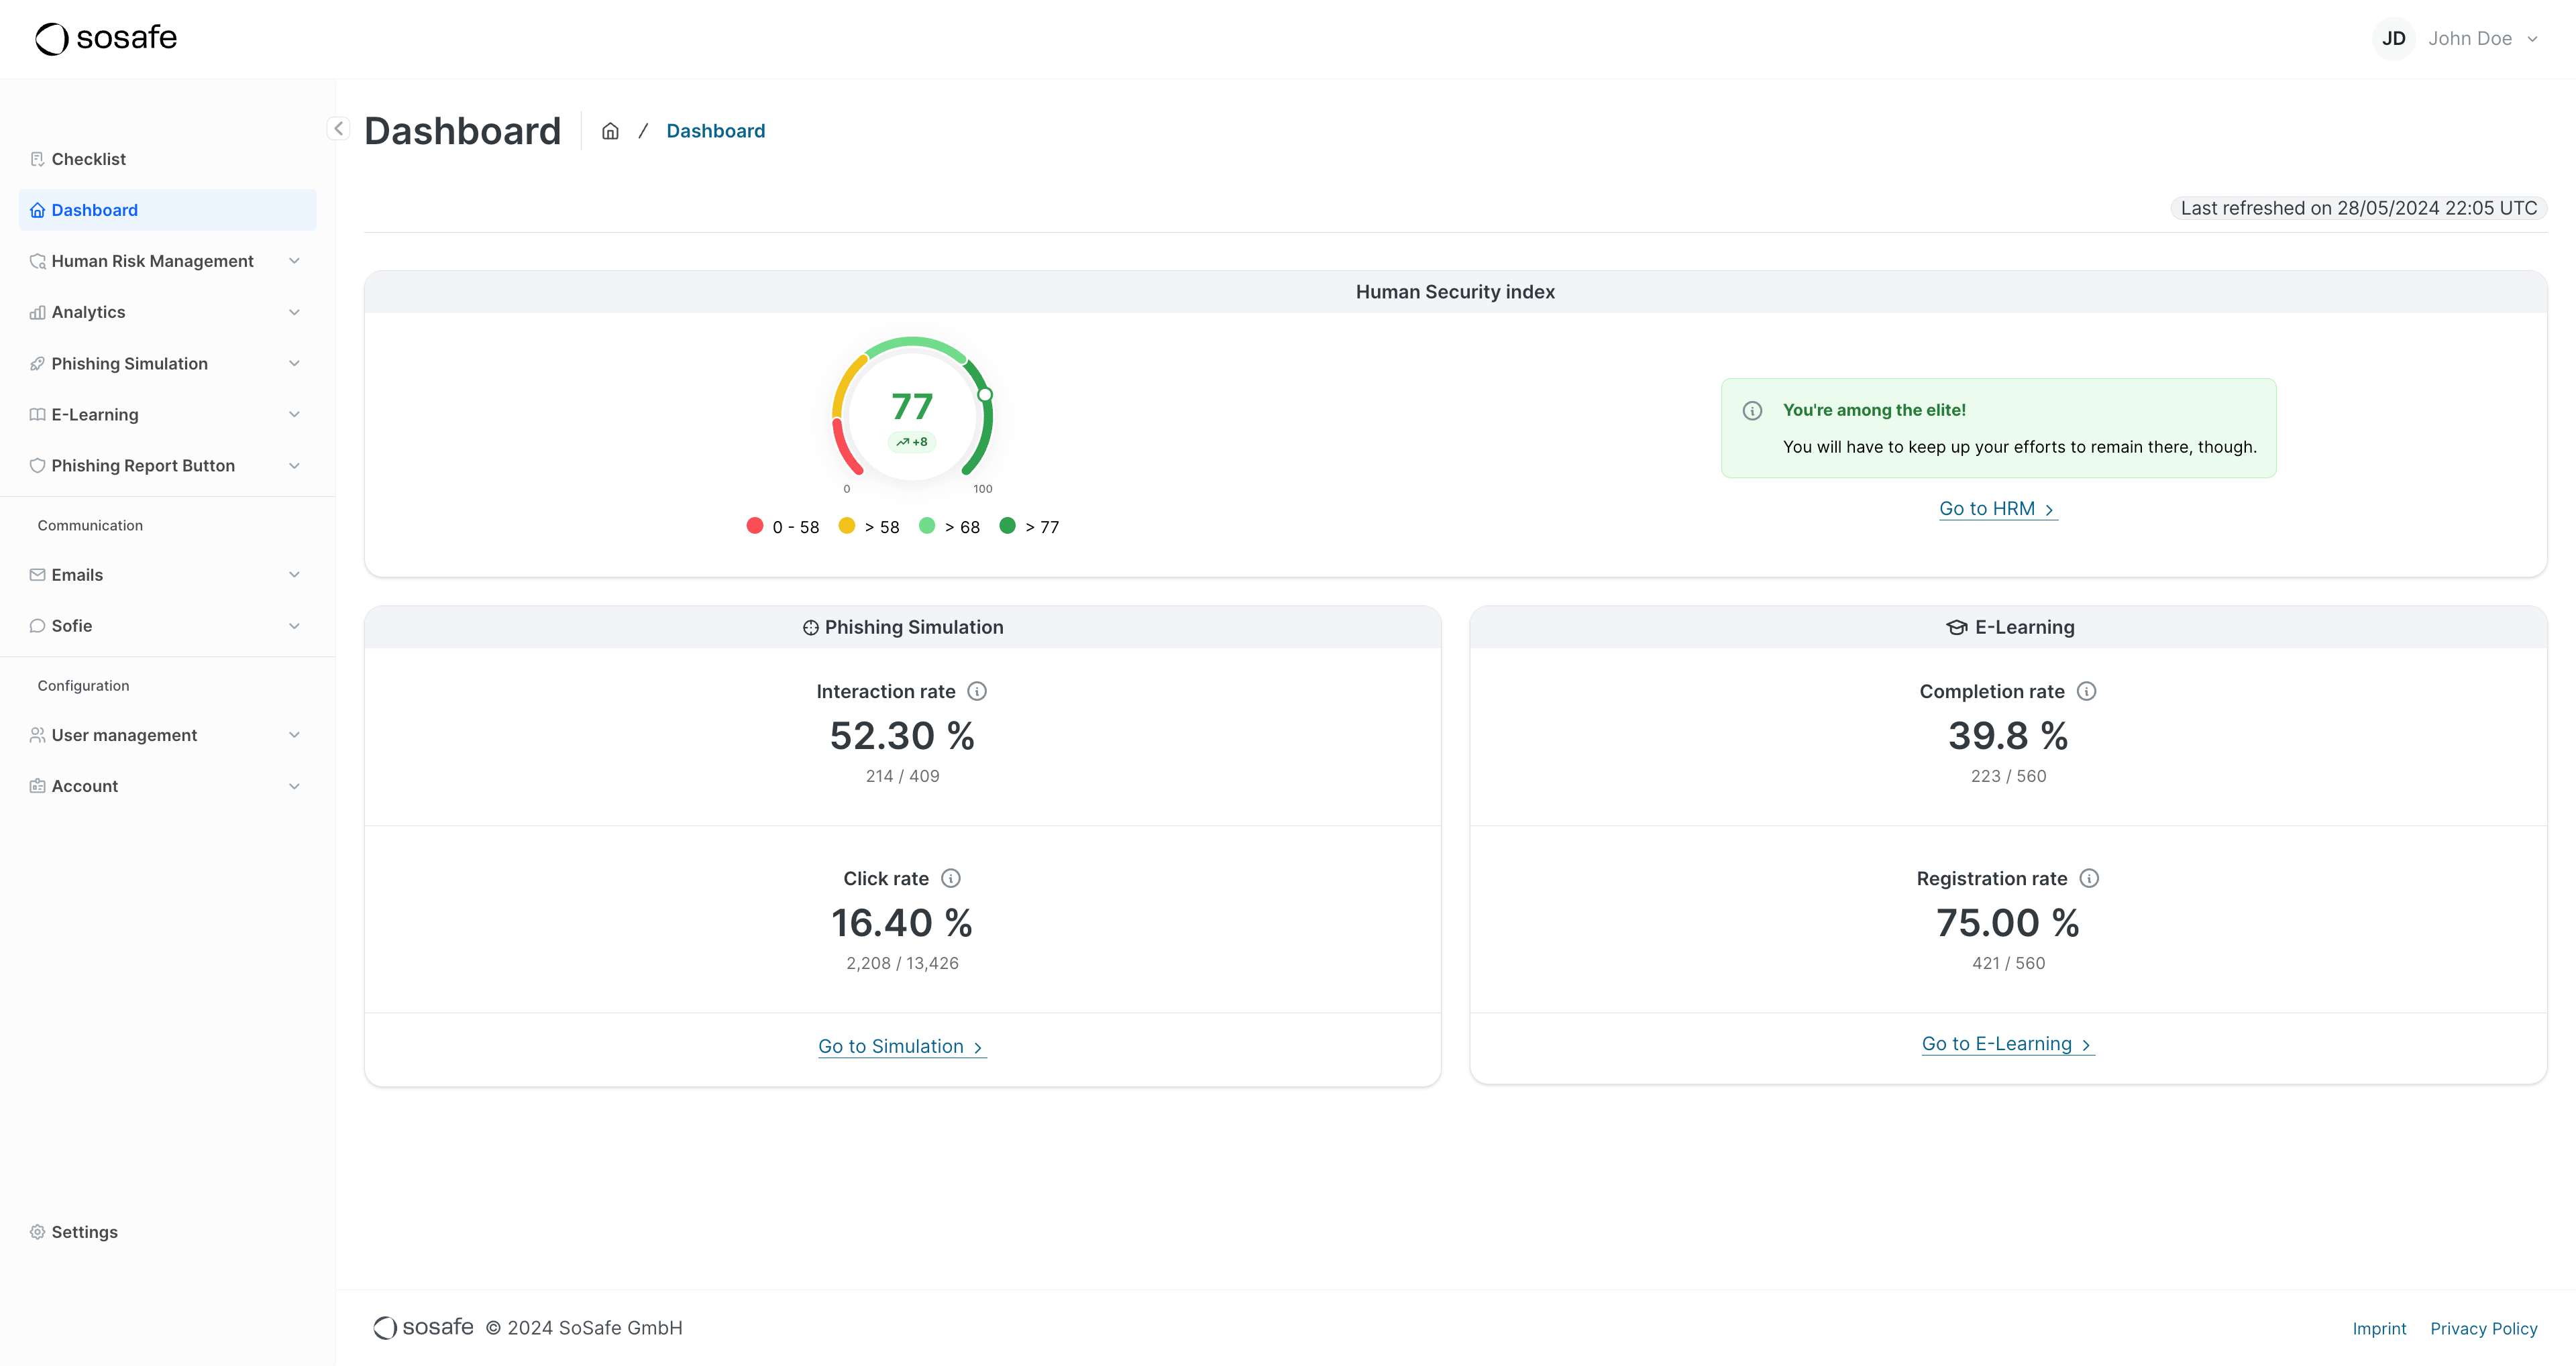 sosafe
JD John Doe
Checklist
Dashboard
Human Risk Management
Analytics
Phishing Simulation
E-Learning
Phishing Report Button
Communication
Emails
Sofie
Configuration
User management
Account
Settings
Dashboard / Dashboard
Last refreshed on 28/05/2024 22:05 UTC
Human Security index
77
+8
0 100
0 - 58 > 58 > 68 > 77
You're among the elite!
You will have to keep up your efforts to remain there, though.
Go to HRM >
Phishing Simulation
Interaction rate
52.30 %
214 / 409
Click rate
16.40 %
2,208 / 13,426
Go to Simulation >
E-Learning
Completion rate
39.8 %
223 / 560
Registration rate
75.00 %
421 / 560
Go to E-Learning >
sosafe © 2024 SoSafe GmbH
Imprint Privacy Policy